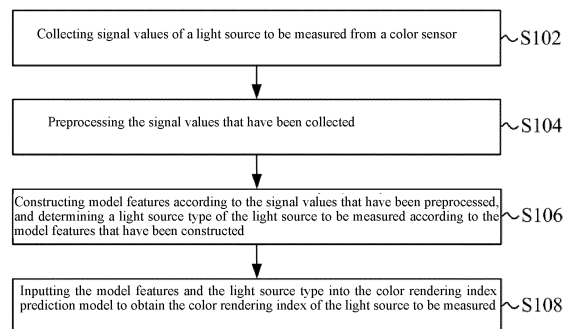 Collecting signal values of a light source to be measured from a color sensor
S102
Preprocessing the signal values that have been collected
S104
Constructing model features according to the signal values that have been preprocessed,
and determining a light source type of the light source to be measured according to the
model features that have been constructed
S106
Inputting the model features and the light source type into the color rendering index
prediction model to obtain the color rendering index of the light source to be measured
S108